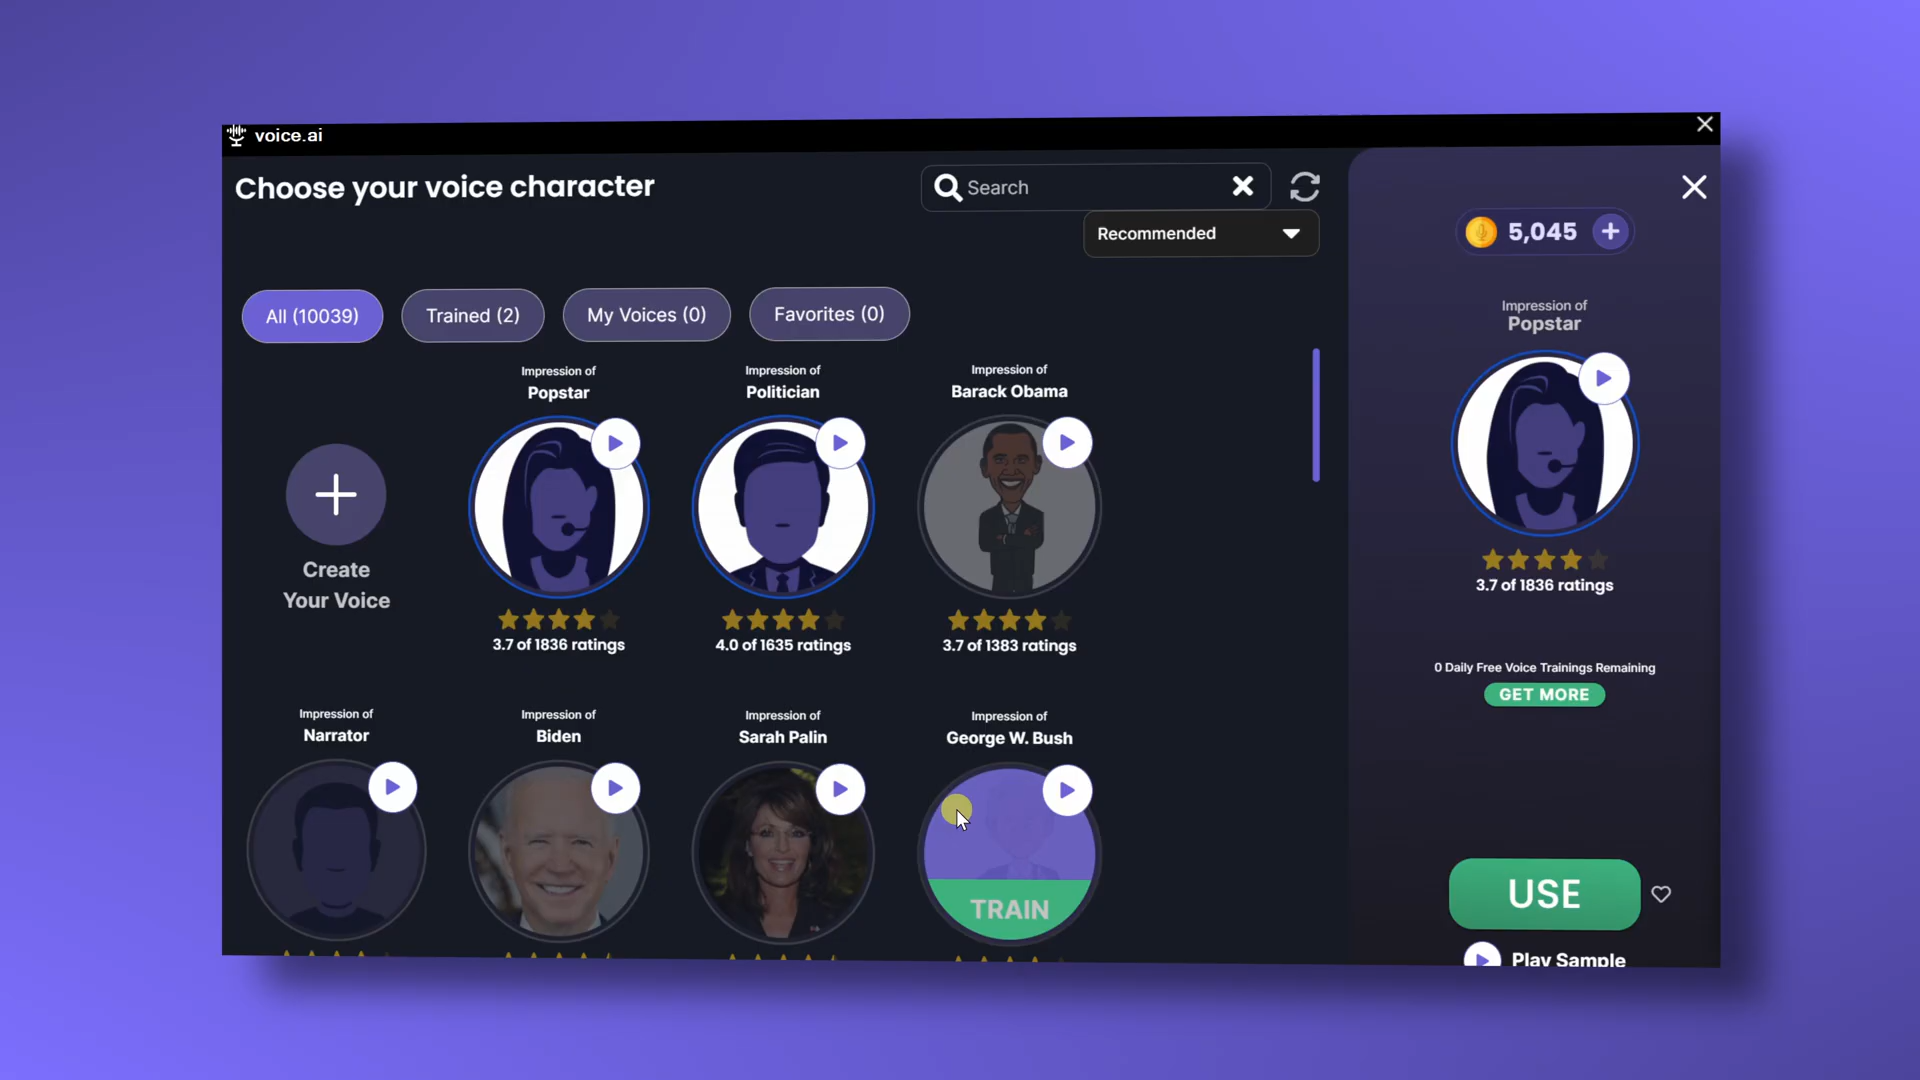 voice.ai
Choose your voice character
Search
Recommended
5,045
All (10039)
Trained (2)
My Voices (0)
Favorites (0)
Impression of
Popstar
Impression of
Politician
Impression of
Barack Obama
Create
Your Voice
3.7 of 1836 ratings
4.0 of 1635 ratings
3.7 of 1383 ratings
Impression of
Narrator
Impression of
Biden
Impression of
Sarah Palin
Impression of
George W. Bush
TRAIN
Impression of
Popstar
3.7 of 1836 ratings
0 Daily Free Voice Trainings Remaining
GET MORE
USE
Play Sample